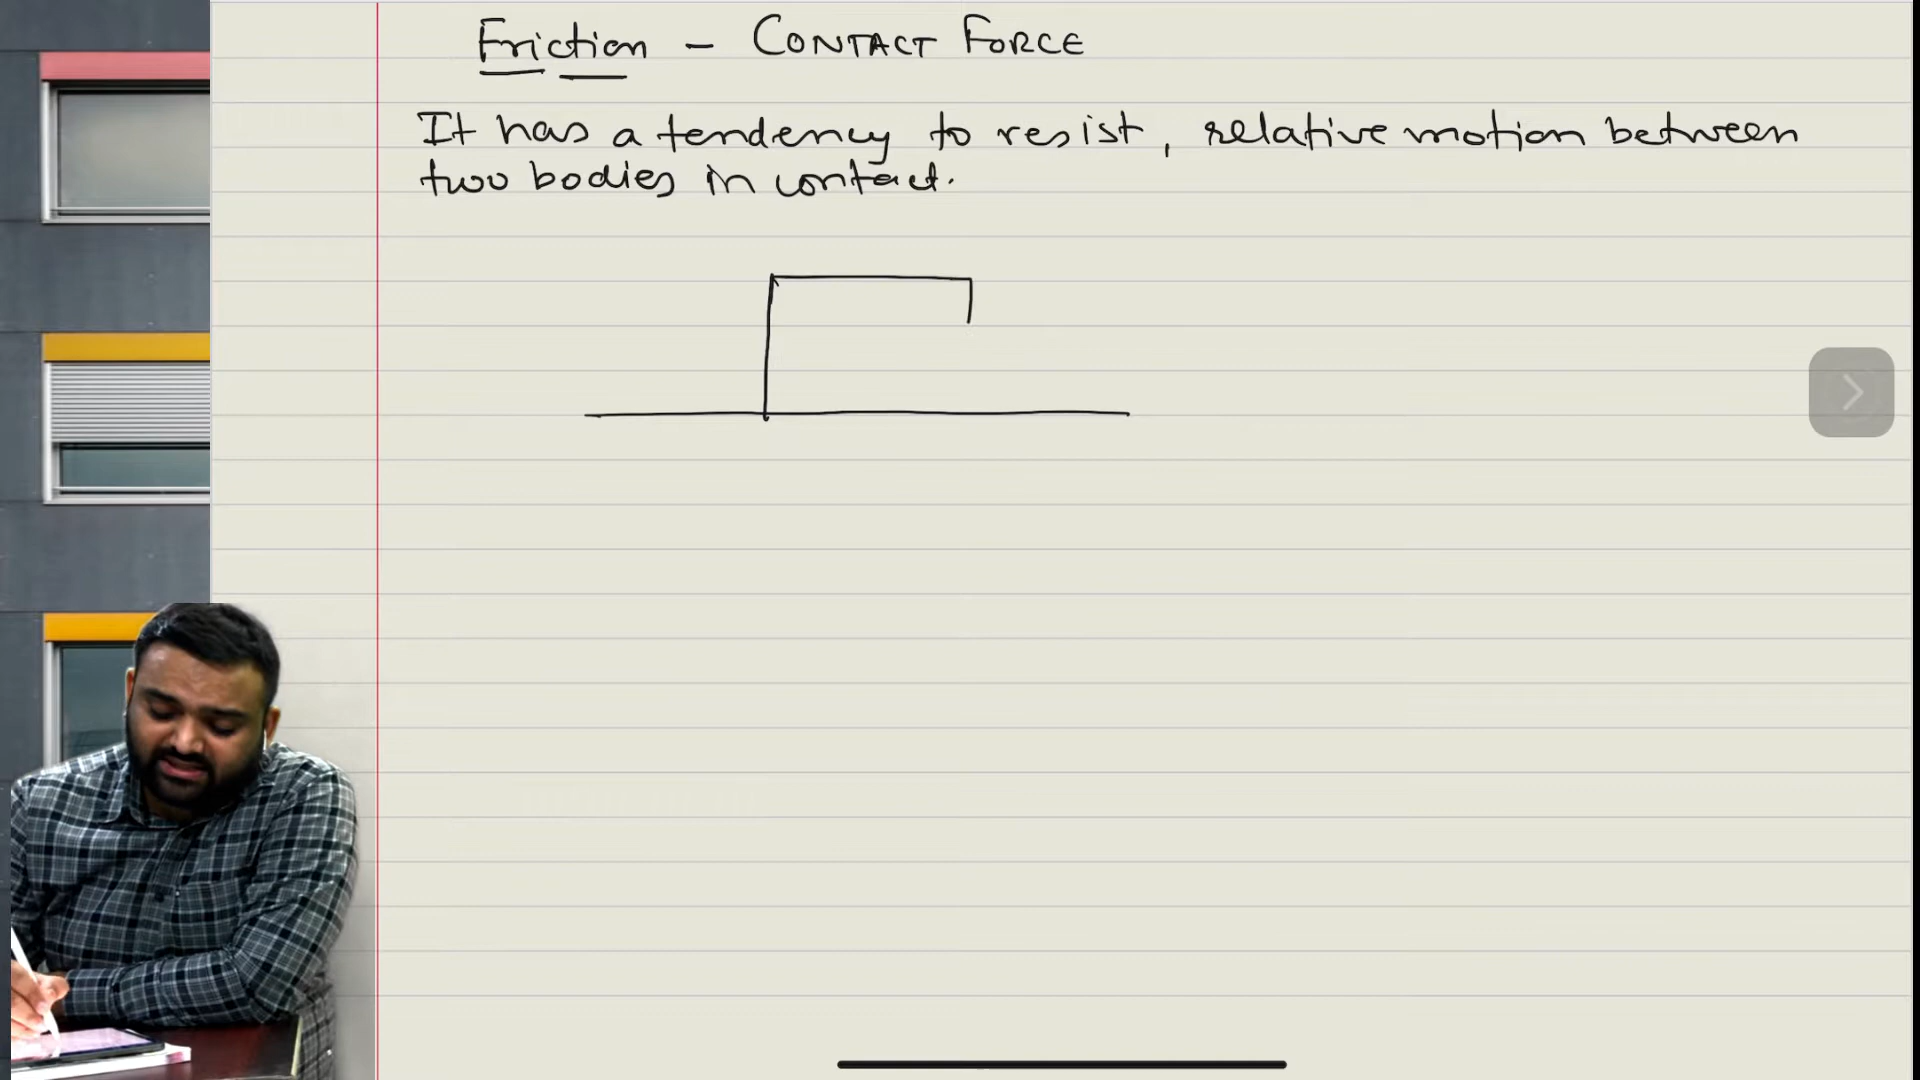 Friction - CONTACT FORCE
It has a tendency to resist, relative motion between
two bodies in contact.